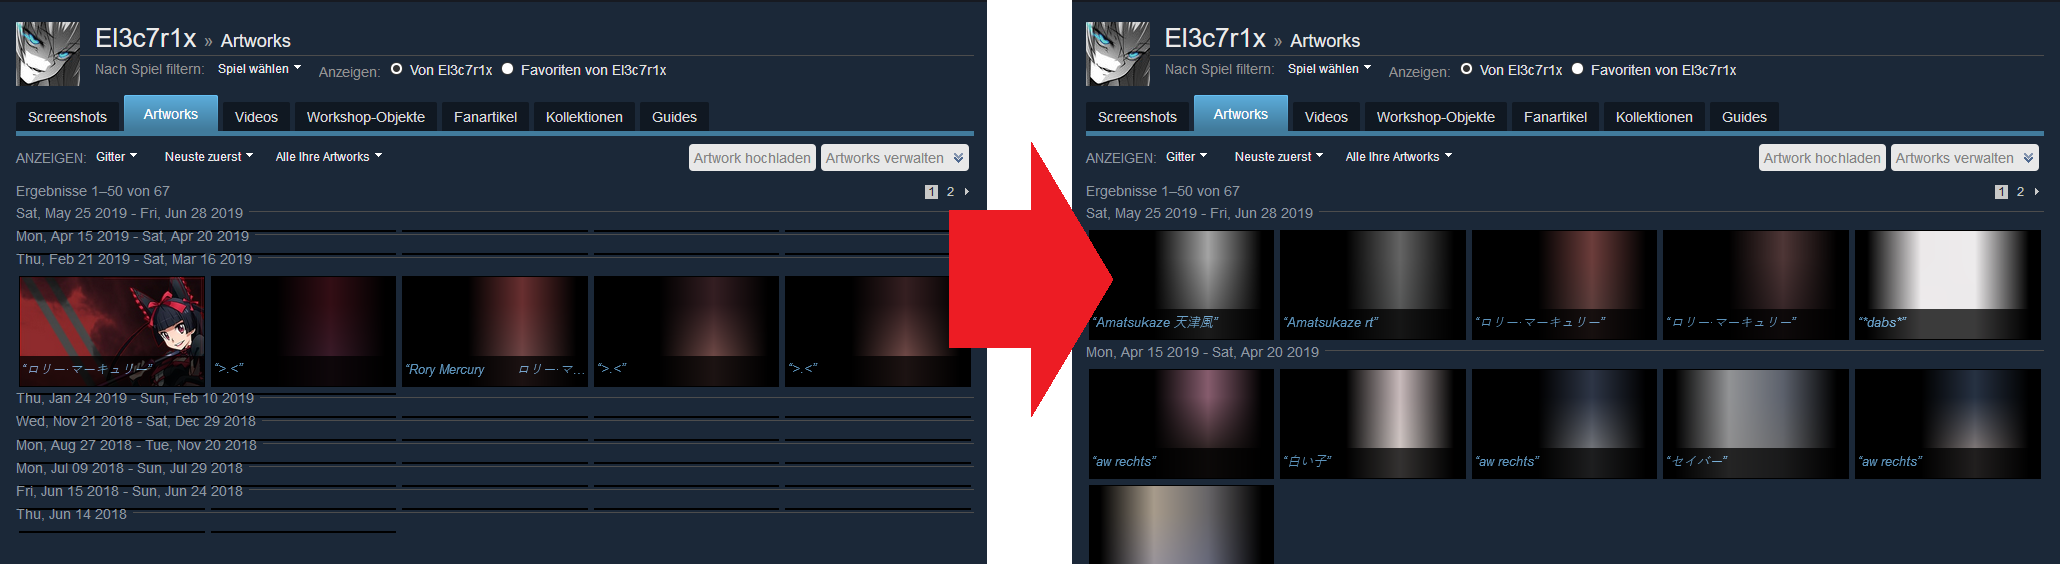 El3c7r1x » Artworks
Nach Spiel filtern: Spiel wählen Anzeigen: Von El3c7r1x Favoriten von El3c7r1x
Screenshots Artworks Videos Workshop-Objekte Fanartikel Kollektionen Guides
ANZEIGEN: Gitter Neuste zuerst Alle Ihre Artworks Artwork hochladen Artworks verwalten
Ergebnisse 1–50 von 67 1 2
Sat, May 25 2019 - Fri, Jun 28 2019
Mon, Apr 15 2019 - Sat, Apr 20 2019
Thu, Feb 21 2019 - Sat, Mar 16 2019
“ロリー·マーキュリー” “>.<” “Rory Mercury ロリー·マ... “>.<” “>.<”
Thu, Jan 24 2019 - Sun, Feb 10 2019
Wed, Nov 21 2018 - Sat, Dec 29 2018
Mon, Aug 27 2018 - Tue, Nov 20 2018
Mon, Jul 09 2018 - Sun, Jul 29 2018
Fri, Jun 15 2018 - Sun, Jun 24 2018
Thu, Jun 14 2018
El3c7r1x » Artworks
Nach Spiel filtern: Spiel wählen Anzeigen: Von El3c7r1x Favoriten von El3c7r1x
Screenshots Artworks Videos Workshop-Objekte Fanartikel Kollektionen Guides
ANZEIGEN: Gitter Neuste zuerst Alle Ihre Artworks Artwork hochladen Artworks verwalten
Ergebnisse 1–50 von 67 1 2
Sat, May 25 2019 - Fri, Jun 28 2019
“Amatsukaze 天津風” “Amatsukaze rt” “ロリー·マーキュリー” “ロリー·マーキュリー” “*dabs*”
Mon, Apr 15 2019 - Sat, Apr 20 2019
“aw rechts” “白い子” “aw rechts” “セイバー” “aw rechts”